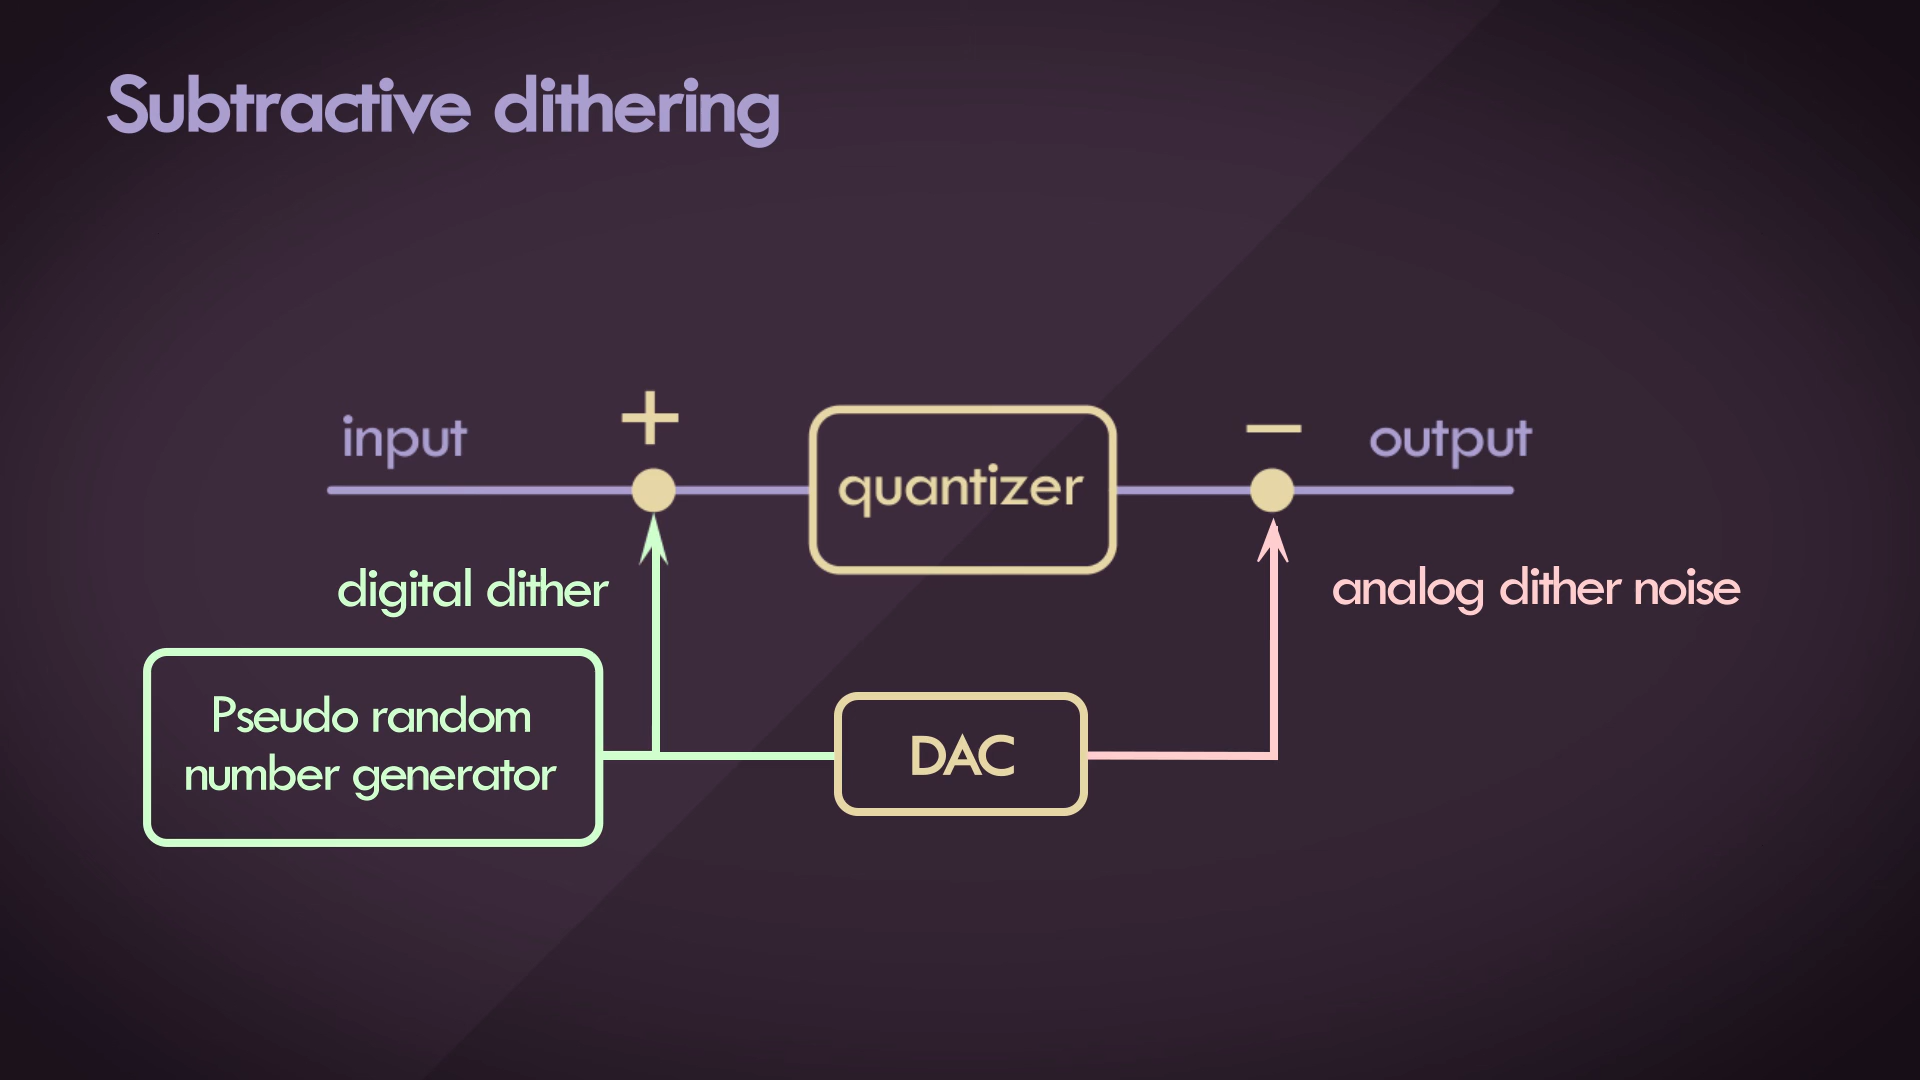 Subtractive dithering
+
−
input
output
quantizer
digital dither
analog dither noise
Pseudo random
number generator
DAC